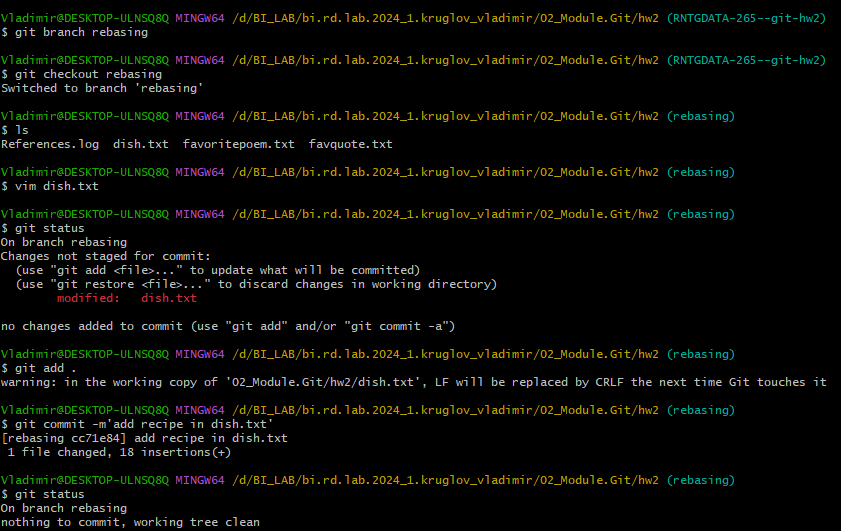 Vladimir@DESKTOP-ULNSQ8Q MINGW64 /d/BI_LAB/bi.rd.lab.2024_1.kruglov_vladimir/02_Module.Git/hw2 (RNTGDATA-265--git-hw2)
$ git branch rebasing
Vladimir@DESKTOP-ULNSQ8Q MINGW64 /d/BI_LAB/bi.rd.lab.2024_1.kruglov_vladimir/02_Module.Git/hw2 (RNTGDATA-265--git-hw2)
$ git checkout rebasing
Switched to branch 'rebasing'
Vladimir@DESKTOP-ULNSQ8Q MINGW64 /d/BI_LAB/bi.rd.lab.2024_1.kruglov_vladimir/02_Module.Git/hw2 (rebasing)
$ ls
References.log  dish.txt  favoritepoem.txt  favquote.txt
Vladimir@DESKTOP-ULNSQ8Q MINGW64 /d/BI_LAB/bi.rd.lab.2024_1.kruglov_vladimir/02_Module.Git/hw2 (rebasing)
$ vim dish.txt
Vladimir@DESKTOP-ULNSQ8Q MINGW64 /d/BI_LAB/bi.rd.lab.2024_1.kruglov_vladimir/02_Module.Git/hw2 (rebasing)
$ git status
On branch rebasing
Changes not staged for commit:
  (use "git add <file>..." to update what will be committed)
  (use "git restore <file>..." to discard changes in working directory)
        modified:   dish.txt
no changes added to commit (use "git add" and/or "git commit -a")
Vladimir@DESKTOP-ULNSQ8Q MINGW64 /d/BI_LAB/bi.rd.lab.2024_1.kruglov_vladimir/02_Module.Git/hw2 (rebasing)
$ git add .
warning: in the working copy of '02_Module.Git/hw2/dish.txt', LF will be replaced by CRLF the next time Git touches it
Vladimir@DESKTOP-ULNSQ8Q MINGW64 /d/BI_LAB/bi.rd.lab.2024_1.kruglov_vladimir/02_Module.Git/hw2 (rebasing)
$ git commit -m'add recipe in dish.txt'
[rebasing cc71e84] add recipe in dish.txt
 1 file changed, 18 insertions(+)
Vladimir@DESKTOP-ULNSQ8Q MINGW64 /d/BI_LAB/bi.rd.lab.2024_1.kruglov_vladimir/02_Module.Git/hw2 (rebasing)
$ git status
On branch rebasing
nothing to commit, working tree clean